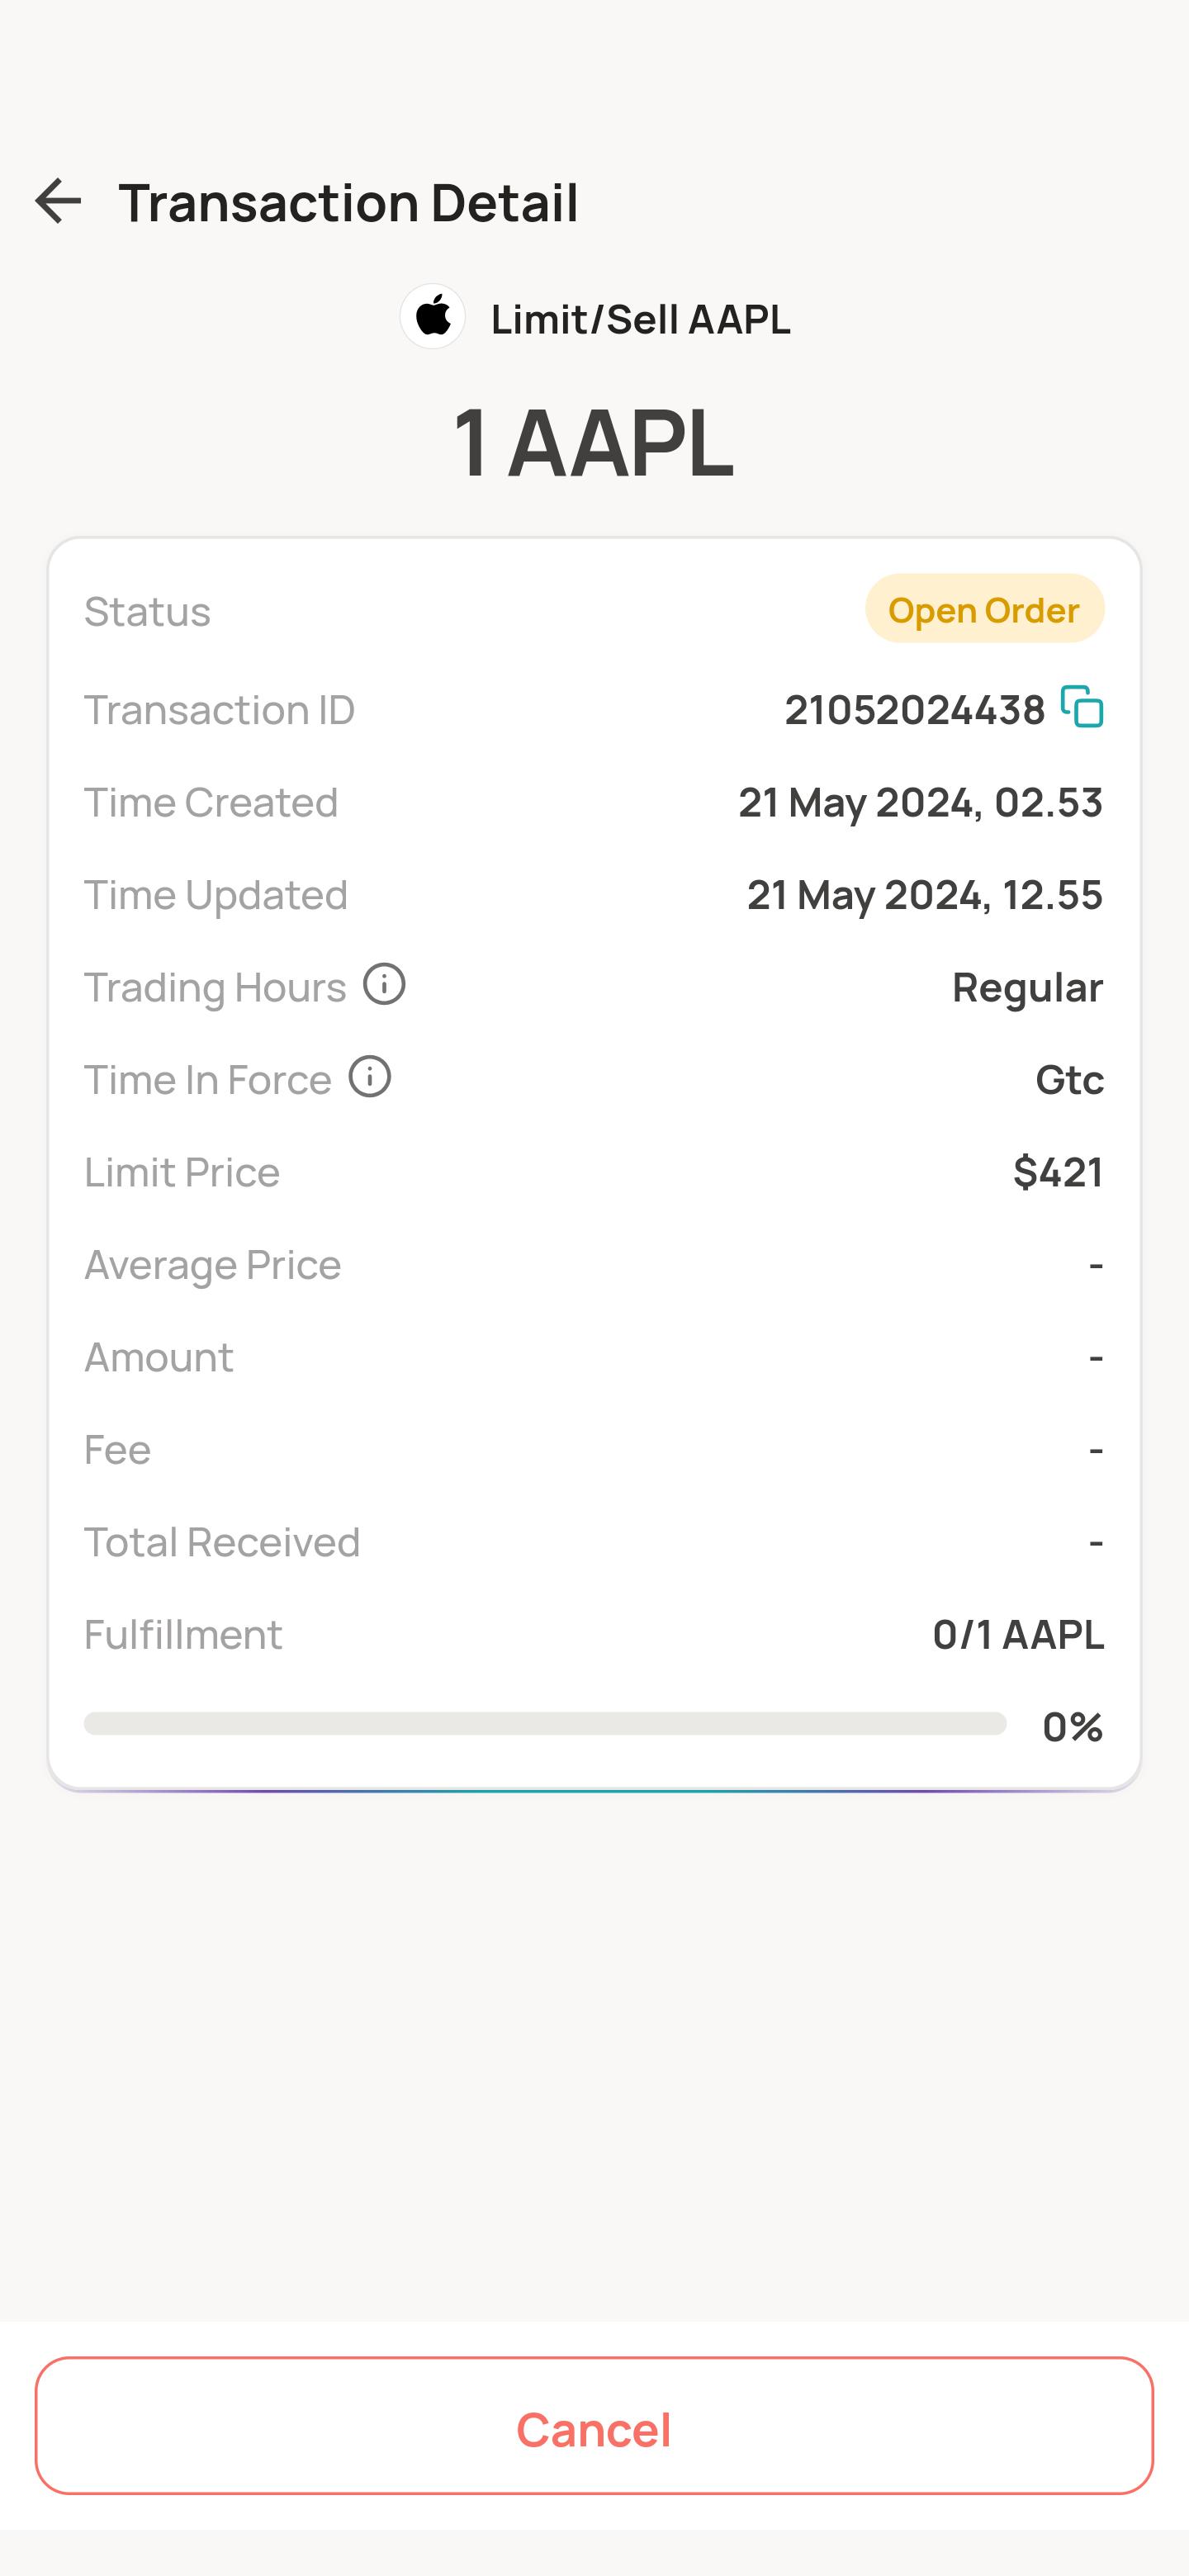 Transaction Detail
Limit/Sell AAPL
1 AAPL
Status Open Order
Transaction ID 21052024438
Time Created 21 May 2024, 02.53
Time Updated 21 May 2024, 12.55
Trading Hours Regular
Time In Force Gtc
Limit Price $421
Average Price -
Amount -
Fee -
Total Received -
Fulfillment 0/1 AAPL
0%
Cancel